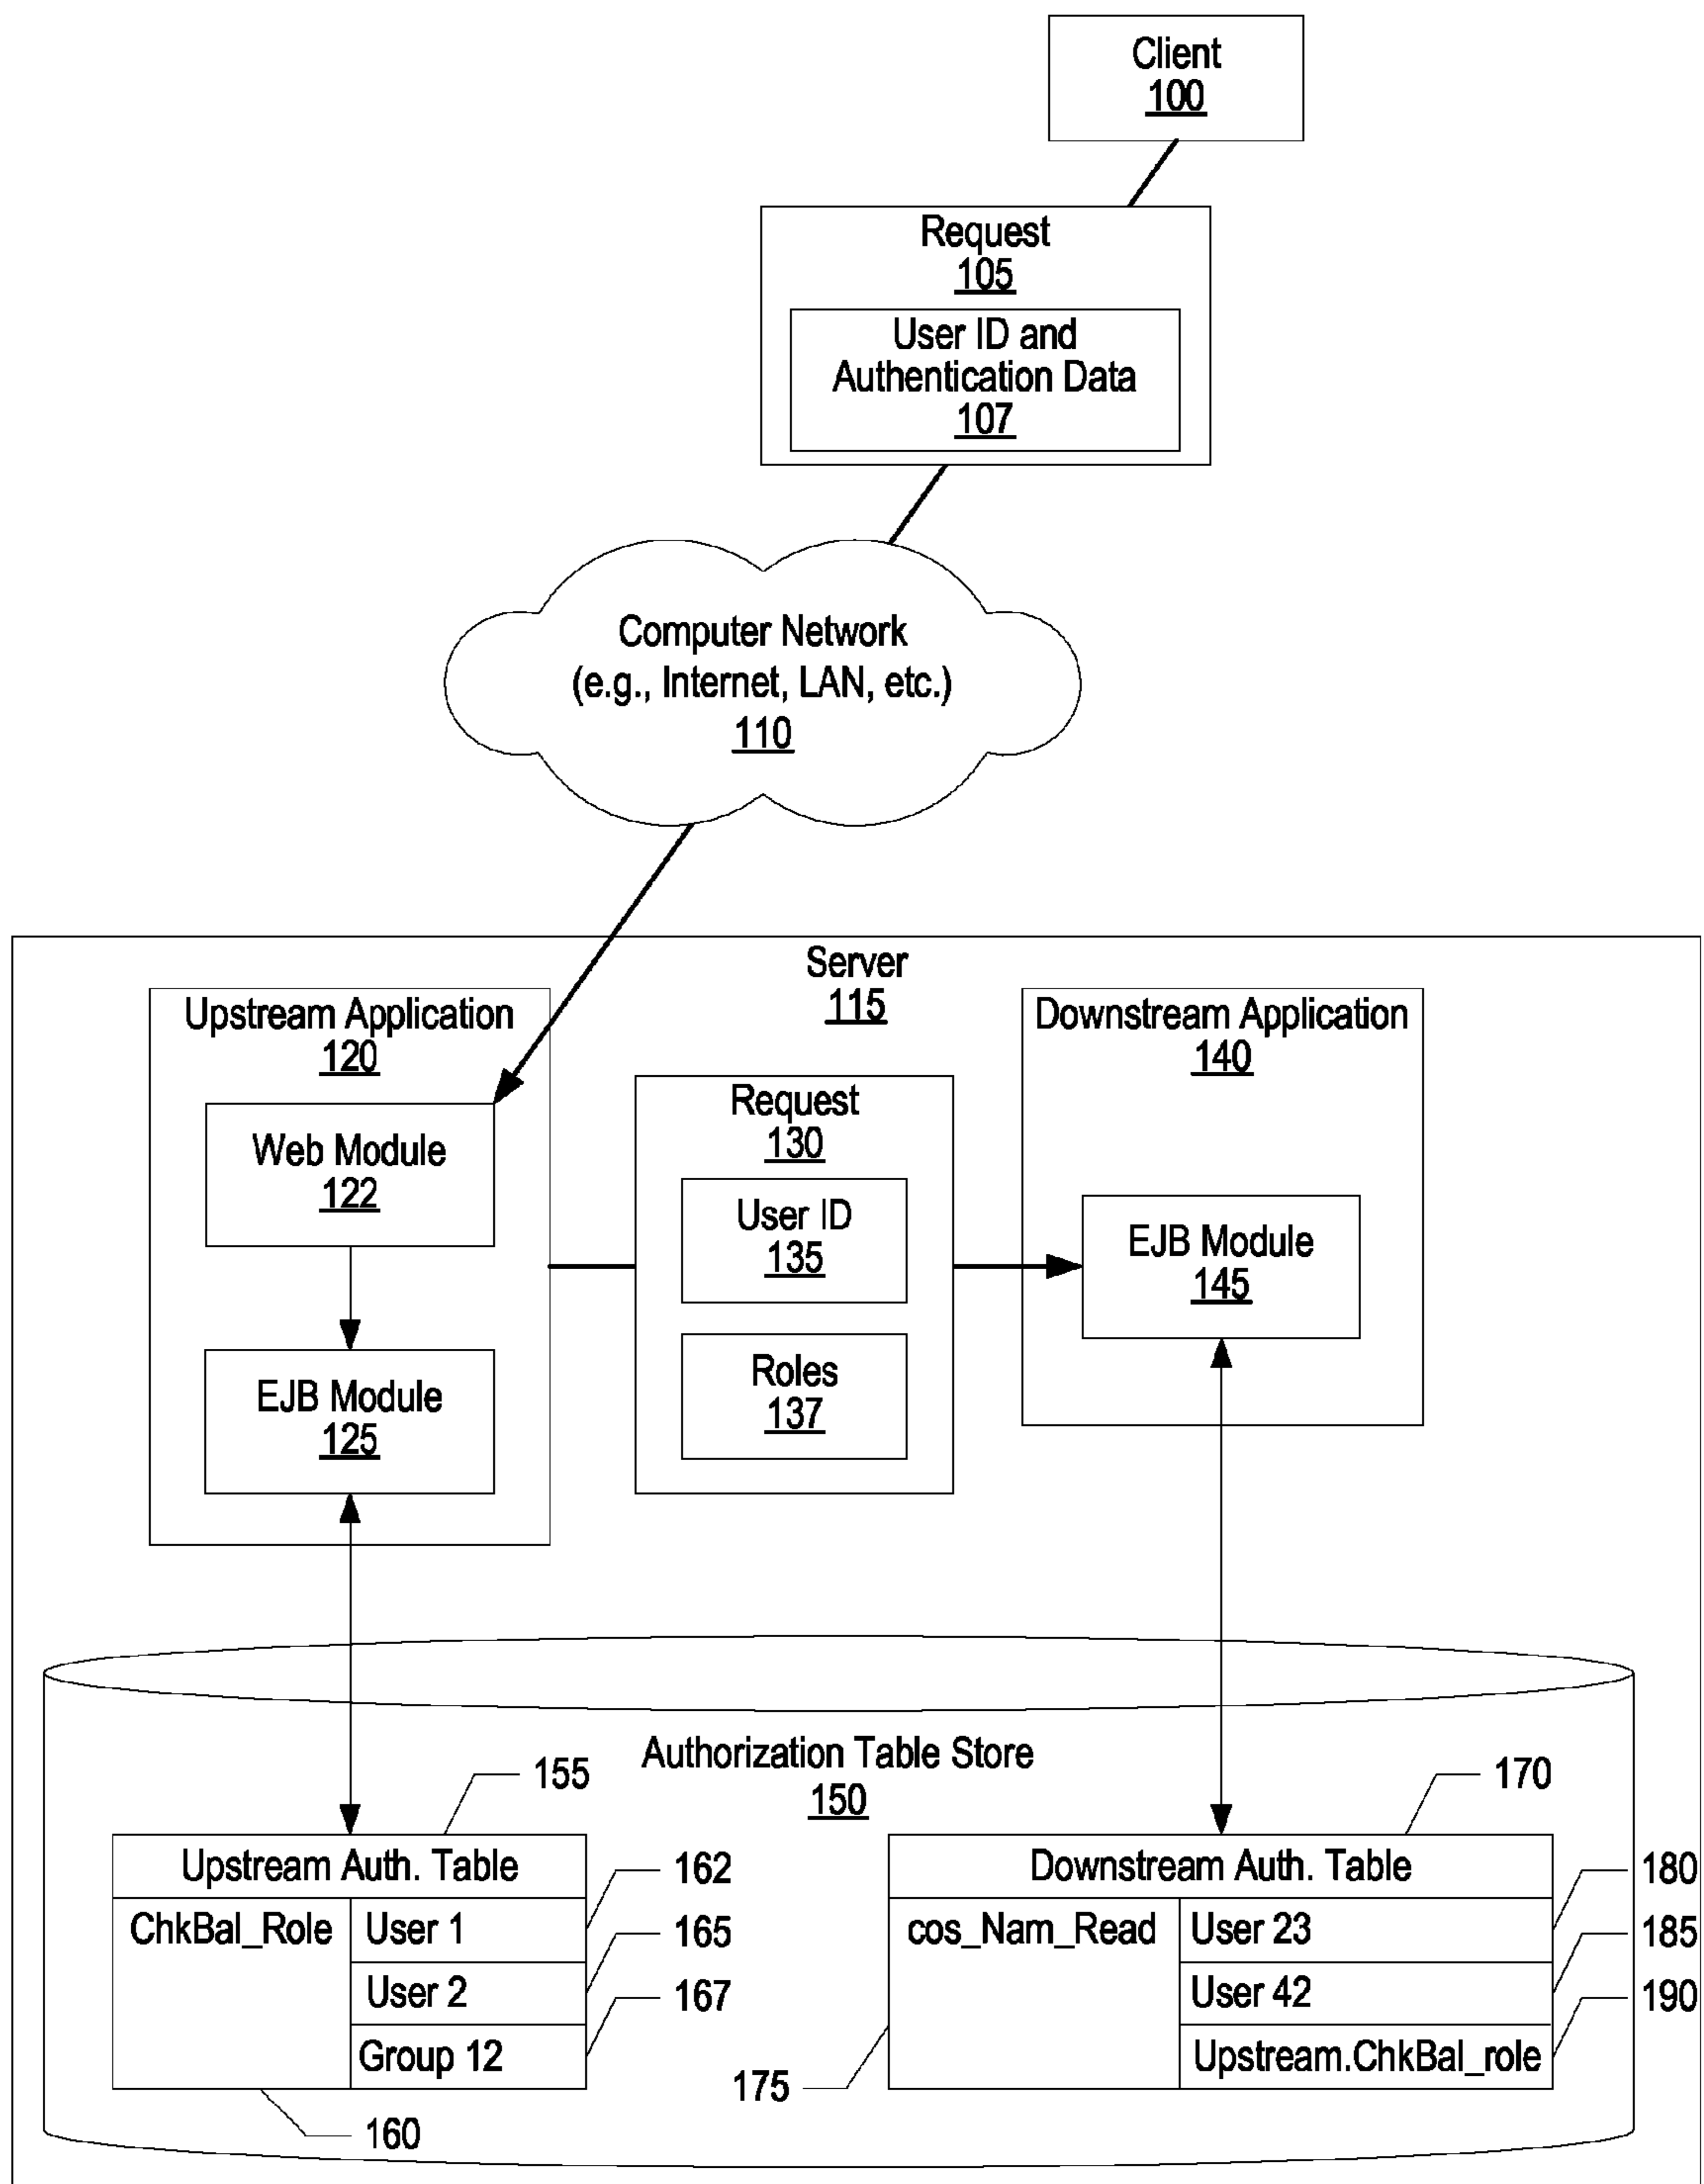 Client
100
Request
105
User ID and
Authentication Data
107
Computer Network
(e.g., Internet, LAN, etc.)
110
Server
115
Upstream Application
120
Web Module
122
EJB Module
125
Request
130
User ID
135
Roles
137
Downstream Application
140
EJB Module
145
Authorization Table Store
150
155
Upstream Auth. Table
ChkBal_Role
User 1
User 2
Group 12
162
165
167
160
170
Downstream Auth. Table
cos_Nam_Read
User 23
User 42
Upstream.ChkBal_role
180
185
190
175